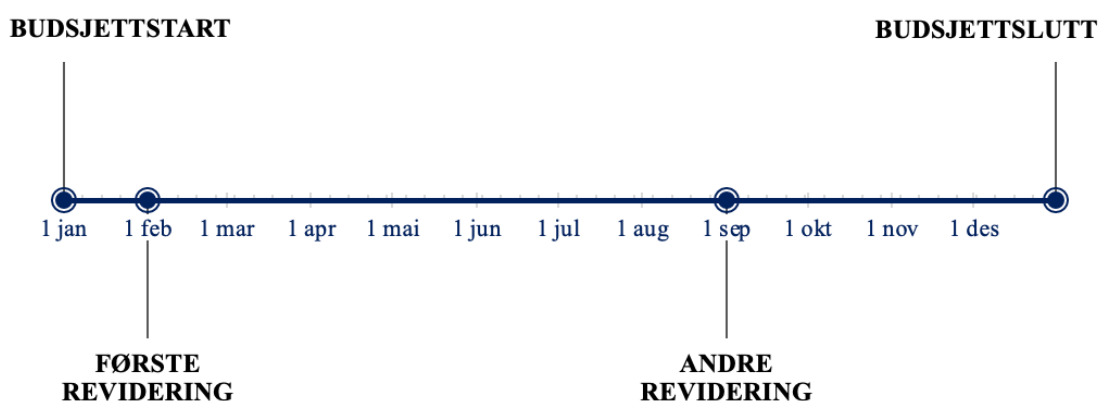 BUDSJETTSTART
BUDSJETTSLUTT
1 jan 1 feb 1 mar 1 apr 1 mai 1 jun 1 jul 1 aug 1 sep 1 okt 1 nov 1 des
FØRSTE
REVIDERING
ANDRE
REVIDERING